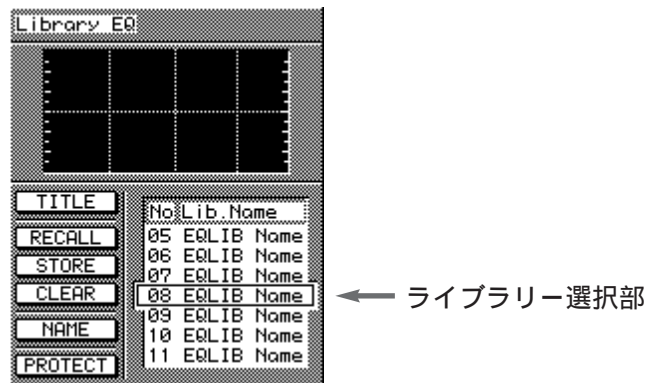 Library EQ
TITLE
RECALL
STORE
CLEAR
NAME
PROTECT
No Lib.Name
05 EQLIB Name
06 EQLIB Name
07 EQLIB Name
08 EQLIB Name
09 EQLIB Name
10 EQLIB Name
11 EQLIB Name
ライブラリー選択部